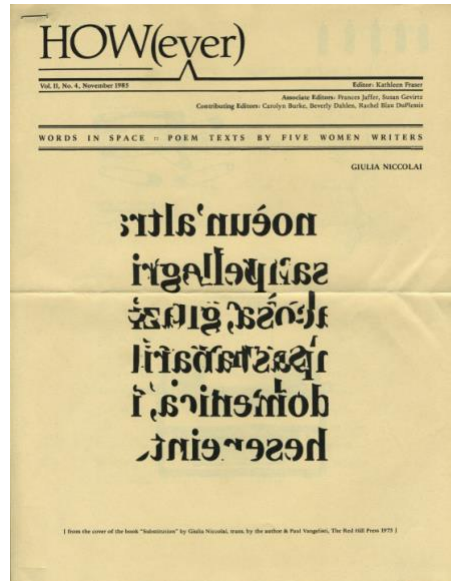 HOW(ever)
Vol. II, No. 4, November 1985
Editor: Kathleen Fraser
Associate Editors: Frances Jaffer, Susan Gevirtz
Contributing Editors: Carolyn Burke, Beverly Dahlen, Rachel Blau DuPlessis
WORDS IN SPACE :: POEM TEXTS BY FIVE WOMEN WRITERS
GIULIA NICCOLAI
noèun'altr
domenica,
[ from the cover of the book "Substitution" by Giulia Niccolai, trans. by the author & Paul Vangelisti, The Red Hill Press 1975 ]